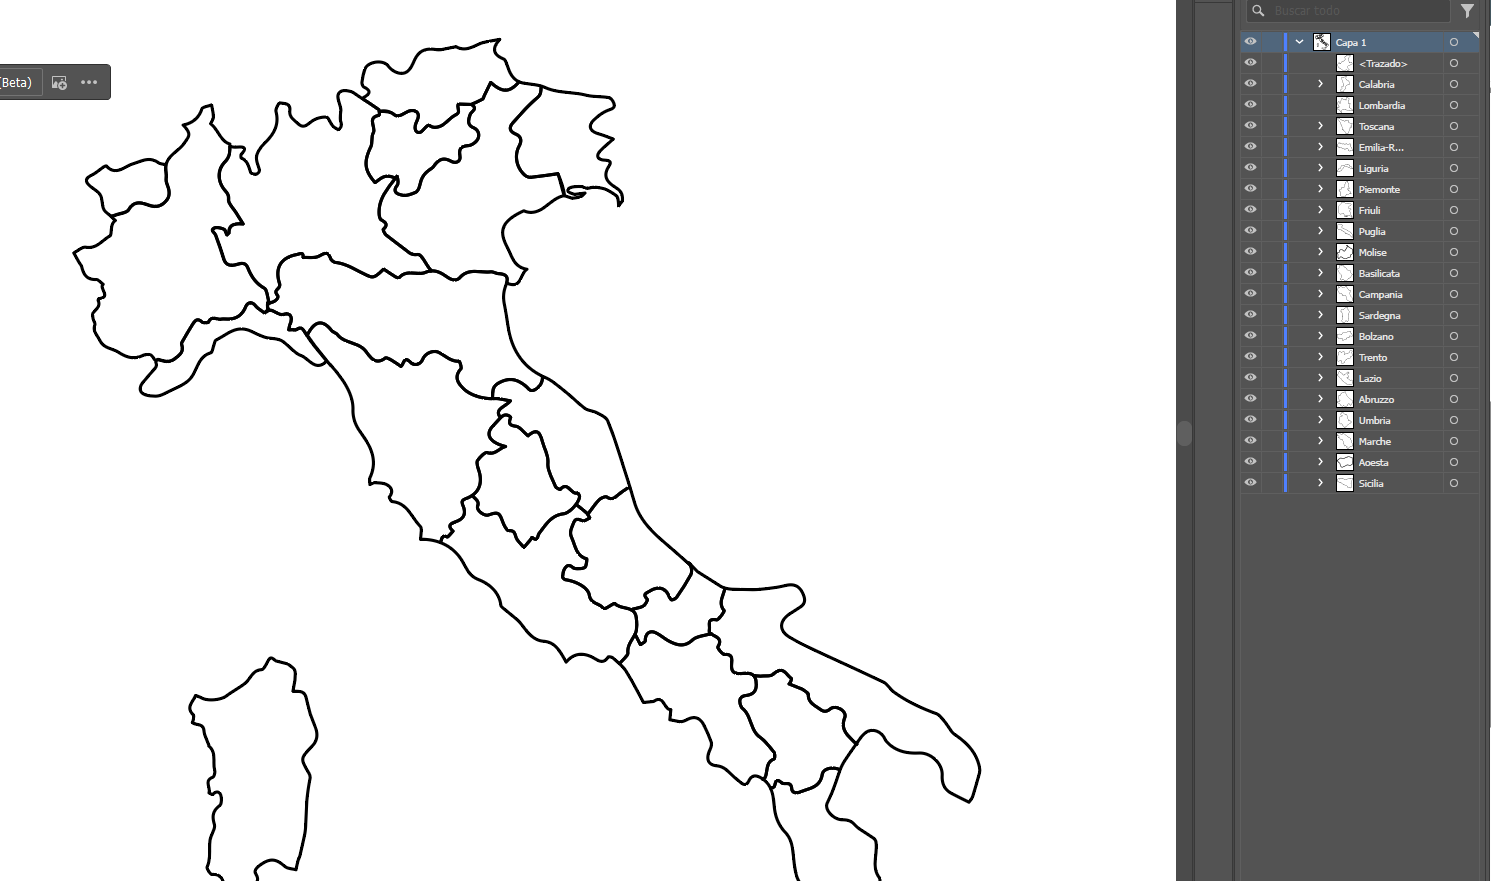 (Beta)
Buscar todo
Capa 1
<Trazado>
Calabria
Lombardia
Toscana
Emilia-R...
Liguria
Piemonte
Friuli
Puglia
Molise
Basilicata
Campania
Sardegna
Bolzano
Trento
Lazio
Abruzzo
Umbria
Marche
Aoesta
Sicilia